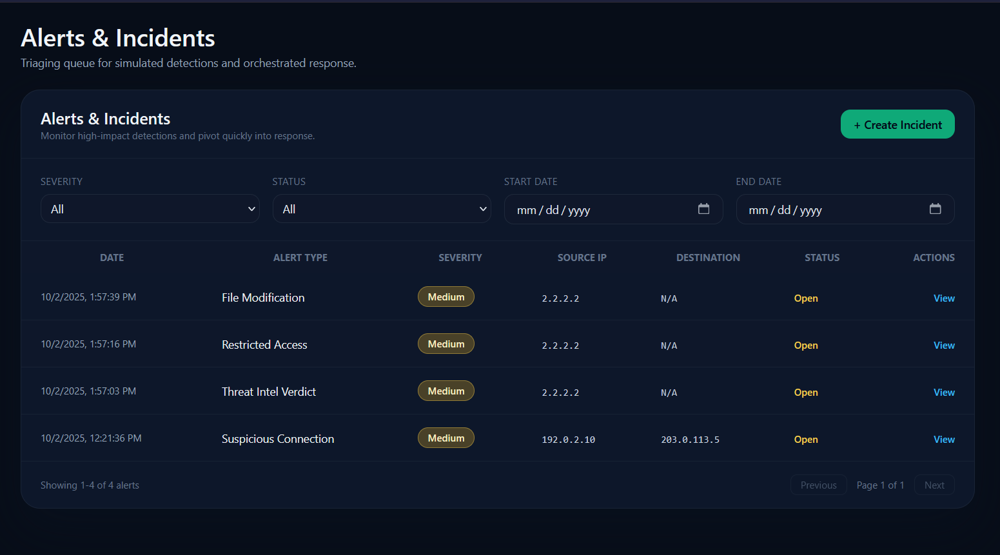 Alerts & Incidents
Triaging queue for simulated detections and orchestrated response.
Alerts & Incidents
Monitor high-impact detections and pivot quickly into response.
+ Create Incident
SEVERITY STATUS START DATE END DATE
All All mm / dd / yyyy mm / dd / yyyy
DATE ALERT TYPE SEVERITY SOURCE IP DESTINATION STATUS ACTIONS
10/2/2025, 1:57:39 PM File Modification Medium 2.2.2.2 N/A Open View
10/2/2025, 1:57:16 PM Restricted Access Medium 2.2.2.2 N/A Open View
10/2/2025, 1:57:03 PM Threat Intel Verdict Medium 2.2.2.2 N/A Open View
10/2/2025, 12:21:36 PM Suspicious Connection Medium 192.0.2.10 203.0.113.5 Open View
Showing 1-4 of 4 alerts Previous Page 1 of 1 Next